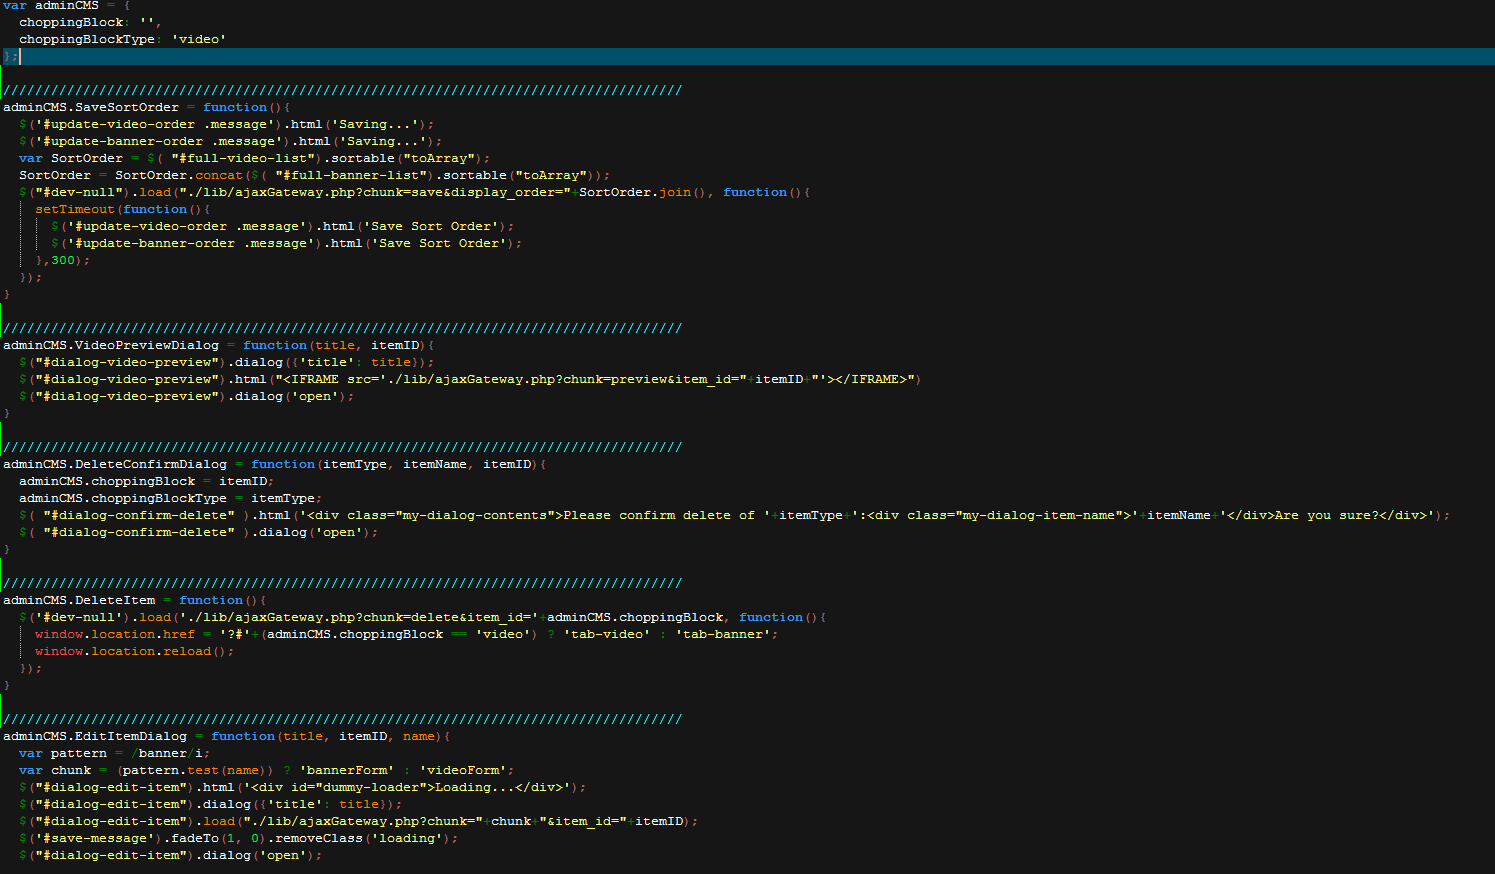 var adminCMS = {
  choppingBlock: '',
  choppingBlockType: 'video'
};
/////////////////////////////////////////////////////////////////////////////////////
adminCMS.SaveSortOrder = function(){
  $('#update-video-order .message').html('Saving...');
  $('#update-banner-order .message').html('Saving...');
  var SortOrder = $( "#full-video-list").sortable("toArray");
  SortOrder = SortOrder.concat($( "#full-banner-list").sortable("toArray"));
  $("#dev-null").load("./lib/ajaxGateway.php?chunk=save&display_order="+SortOrder.join(), function(){
    setTimeout(function(){
      $('#update-video-order .message').html('Save Sort Order');
      $('#update-banner-order .message').html('Save Sort Order');
    },300);
  });
}
/////////////////////////////////////////////////////////////////////////////////////
adminCMS.VideoPreviewDialog = function(title, itemID){
  $("#dialog-video-preview").dialog({'title': title});
  $("#dialog-video-preview").html("<IFRAME src='./lib/ajaxGateway.php?chunk=preview&item_id="+itemID+"'></IFRAME>")
  $("#dialog-video-preview").dialog('open');
}
/////////////////////////////////////////////////////////////////////////////////////
adminCMS.DeleteConfirmDialog = function(itemType, itemName, itemID){
  adminCMS.choppingBlock = itemID;
  adminCMS.choppingBlockType = itemType;
  $( "#dialog-confirm-delete" ).html('<div class="my-dialog-contents">Please confirm delete of '+itemType+':<div class="my-dialog-item-name">'+itemName+'</div>Are you sure?</div>');
  $( "#dialog-confirm-delete" ).dialog('open');
}
/////////////////////////////////////////////////////////////////////////////////////
adminCMS.DeleteItem = function(){
  $('#dev-null').load('./lib/ajaxGateway.php?chunk=delete&item_id='+adminCMS.choppingBlock, function(){
    window.location.href = '?#'+(adminCMS.choppingBlock == 'video') ? 'tab-video' : 'tab-banner';
    window.location.reload();
  });
}
/////////////////////////////////////////////////////////////////////////////////////
adminCMS.EditItemDialog = function(title, itemID, name){
  var pattern = /banner/i;
  var chunk = (pattern.test(name)) ? 'bannerForm' : 'videoForm';
  $("#dialog-edit-item").html('<div id="dummy-loader">Loading...</div>');
  $("#dialog-edit-item").dialog({'title': title});
  $("#dialog-edit-item").load("./lib/ajaxGateway.php?chunk="+chunk+"&item_id="+itemID);
  $('#save-message').fadeTo(1, 0).removeClass('loading');
  $("#dialog-edit-item").dialog('open');